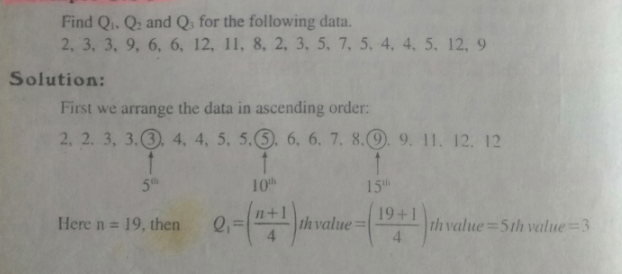 Find Q₁, Q₂ and Q₃ for the following data.
2, 3, 3, 9, 6, 6, 12, 11, 8, 2, 3, 5, 7, 5, 4, 4, 5, 12, 9
Solution:
First we arrange the data in ascending order:
2, 2, 3, 3, 3, 4, 4, 5, 5, 5, 6, 6, 7, 8, 9, 9, 11, 12, 12
5th 10th 15th
Here n = 19, then Q₁ = (n+1/4) th value = (19+1/4) th value = 5th value = 3